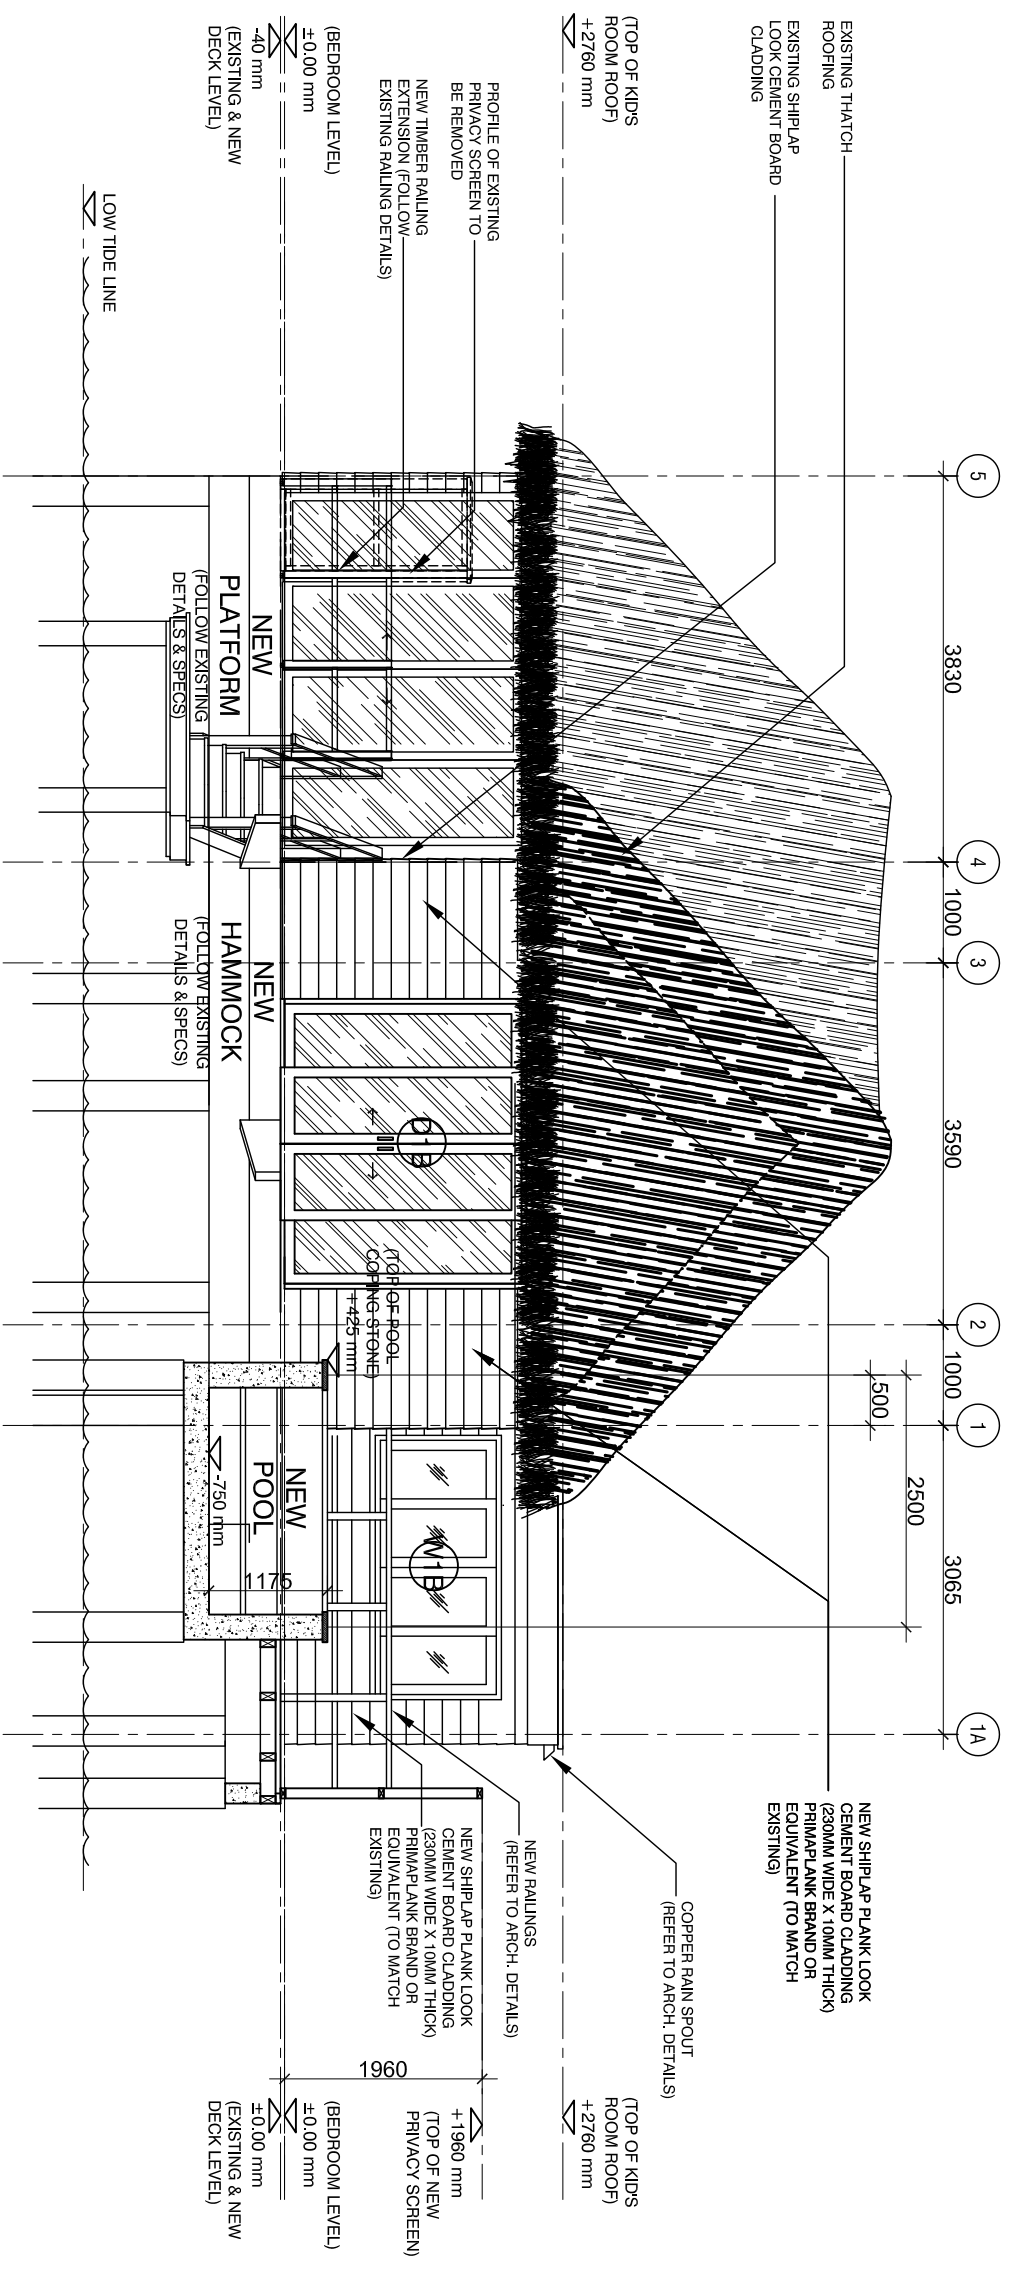 5
4
3
2
1
1A
3830
1000
3590
1000
3065
500
2500
EXISTING THATCH
ROOFING
EXISTING SHIPLAP
LOOK CEMENT BOARD
CLADDING
(TOP OF KID'S
ROOM ROOF)
+2760 mm
PROFILE OF EXISTING
PRIVACY SCREEN TO
BE REMOVED
NEW TIMBER RAILING
EXTENSION (FOLLOW
EXISTING RAILING DETAILS)
(BEDROOM LEVEL)
±0.00 mm
-40 mm
(EXISTING & NEW
DECK LEVEL)
LOW TIDE LINE
NEW
PLATFORM
(FOLLOW EXISTING
DETAILS & SPECS)
NEW
HAMMOCK
(FOLLOW EXISTING
DETAILS & SPECS)
D1B
(TOP OF POOL
COPING STONE)
+425 mm
NEW
POOL
-750 mm
1175
W1B
NEW SHIPLAP PLANK LOOK
CEMENT BOARD CLADDING
(230MM WIDE X 10MM THICK)
PRIMAPLANK BRAND OR
EQUIVALENT (TO MATCH
EXISTING)
COPPER RAIN SPOUT
(REFER TO ARCH. DETAILS)
NEW RAILINGS
(REFER TO ARCH. DETAILS)
NEW SHIPLAP PLANK LOOK
CEMENT BOARD CLADDING
(230MM WIDE X 10MM THICK)
PRIMAPLANK BRAND OR
EQUIVALENT (TO MATCH
EXISTING)
1960
(TOP OF KID'S
ROOM ROOF)
+2760 mm
+1960 mm
(TOP OF NEW
PRIVACY SCREEN)
(BEDROOM LEVEL)
±0.00 mm
±0.00 mm
(EXISTING & NEW
DECK LEVEL)